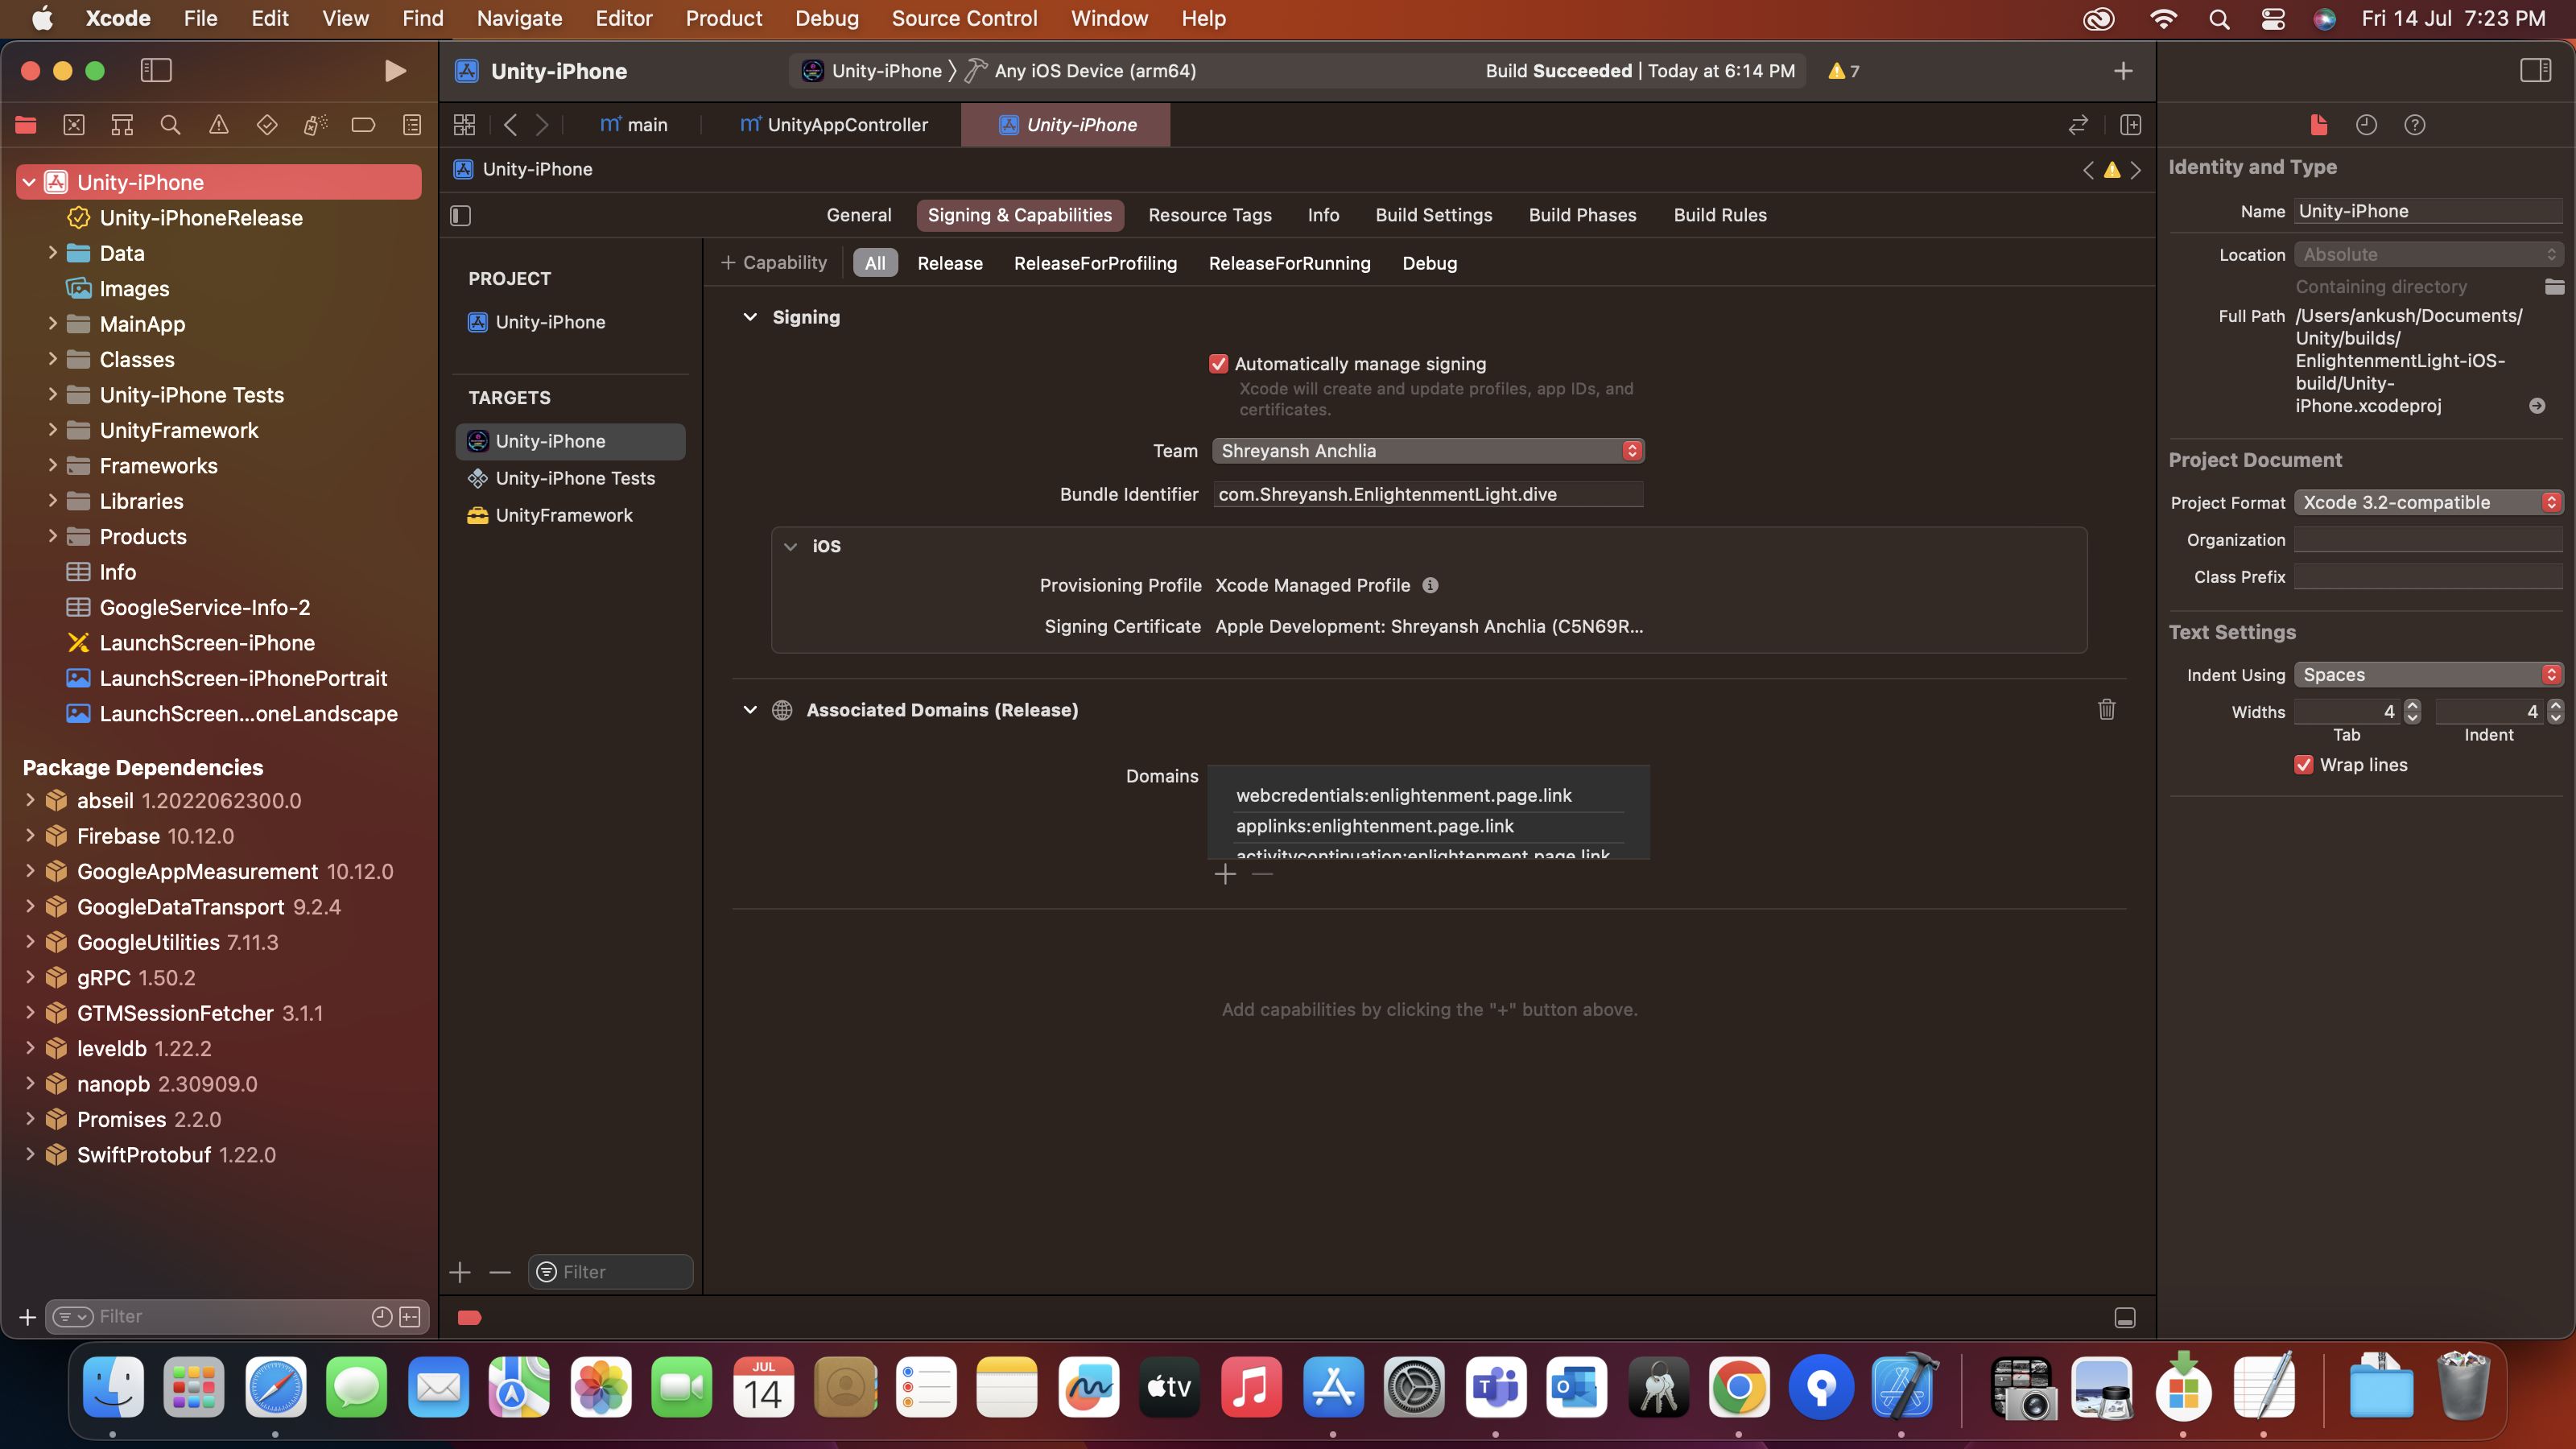 Xcode File Edit View Find Navigate Editor Product Debug Source Control Window Help Fri 14 Jul 7:23 PM
Unity-iPhone Unity-iPhone Any iOS Device (arm64) Build Succeeded | Today at 6:14 PM 7
main UnityAppController Unity-iPhone
Unity-iPhone
Unity-iPhoneRelease
Data
Images
MainApp
Classes
Unity-iPhone Tests
UnityFramework
Frameworks
Libraries
Products
Info
GoogleService-Info-2
LaunchScreen-iPhone
LaunchScreen-iPhonePortrait
LaunchScreen...oneLandscape
Package Dependencies
abseil 1.2022062300.0
Firebase 10.12.0
GoogleAppMeasurement 10.12.0
GoogleDataTransport 9.2.4
GoogleUtilities 7.11.3
gRPC 1.50.2
GTMSessionFetcher 3.1.1
leveldb 1.22.2
nanopb 2.30909.0
Promises 2.2.0
SwiftProtobuf 1.22.0
Filter
Unity-iPhone
General Signing & Capabilities Resource Tags Info Build Settings Build Phases Build Rules
PROJECT
Unity-iPhone
TARGETS
Unity-iPhone
Unity-iPhone Tests
UnityFramework
Filter
+ Capability All Release ReleaseForProfiling ReleaseForRunning Debug
Signing
Automatically manage signing
Xcode will create and update profiles, app IDs, and
certificates.
Team Shreyansh Anchlia
Bundle Identifier com.Shreyansh.EnlightenmentLight.dive
iOS
Provisioning Profile Xcode Managed Profile
Signing Certificate Apple Development: Shreyansh Anchlia (C5N69R...
Associated Domains (Release)
Domains
webcredentials:enlightenment.page.link
applinks:enlightenment.page.link
activitycontinuation:enlightenment.page.link
Add capabilities by clicking the "+" button above.
Identity and Type
Name Unity-iPhone
Location Absolute
Containing directory
Full Path /Users/ankush/Documents/
Unity/builds/
EnlightenmentLight-iOS-
build/Unity-
iPhone.xcodeproj
Project Document
Project Format Xcode 3.2-compatible
Organization
Class Prefix
Text Settings
Indent Using Spaces
Widths 4 4
Tab Indent
Wrap lines
JUL
14
tv